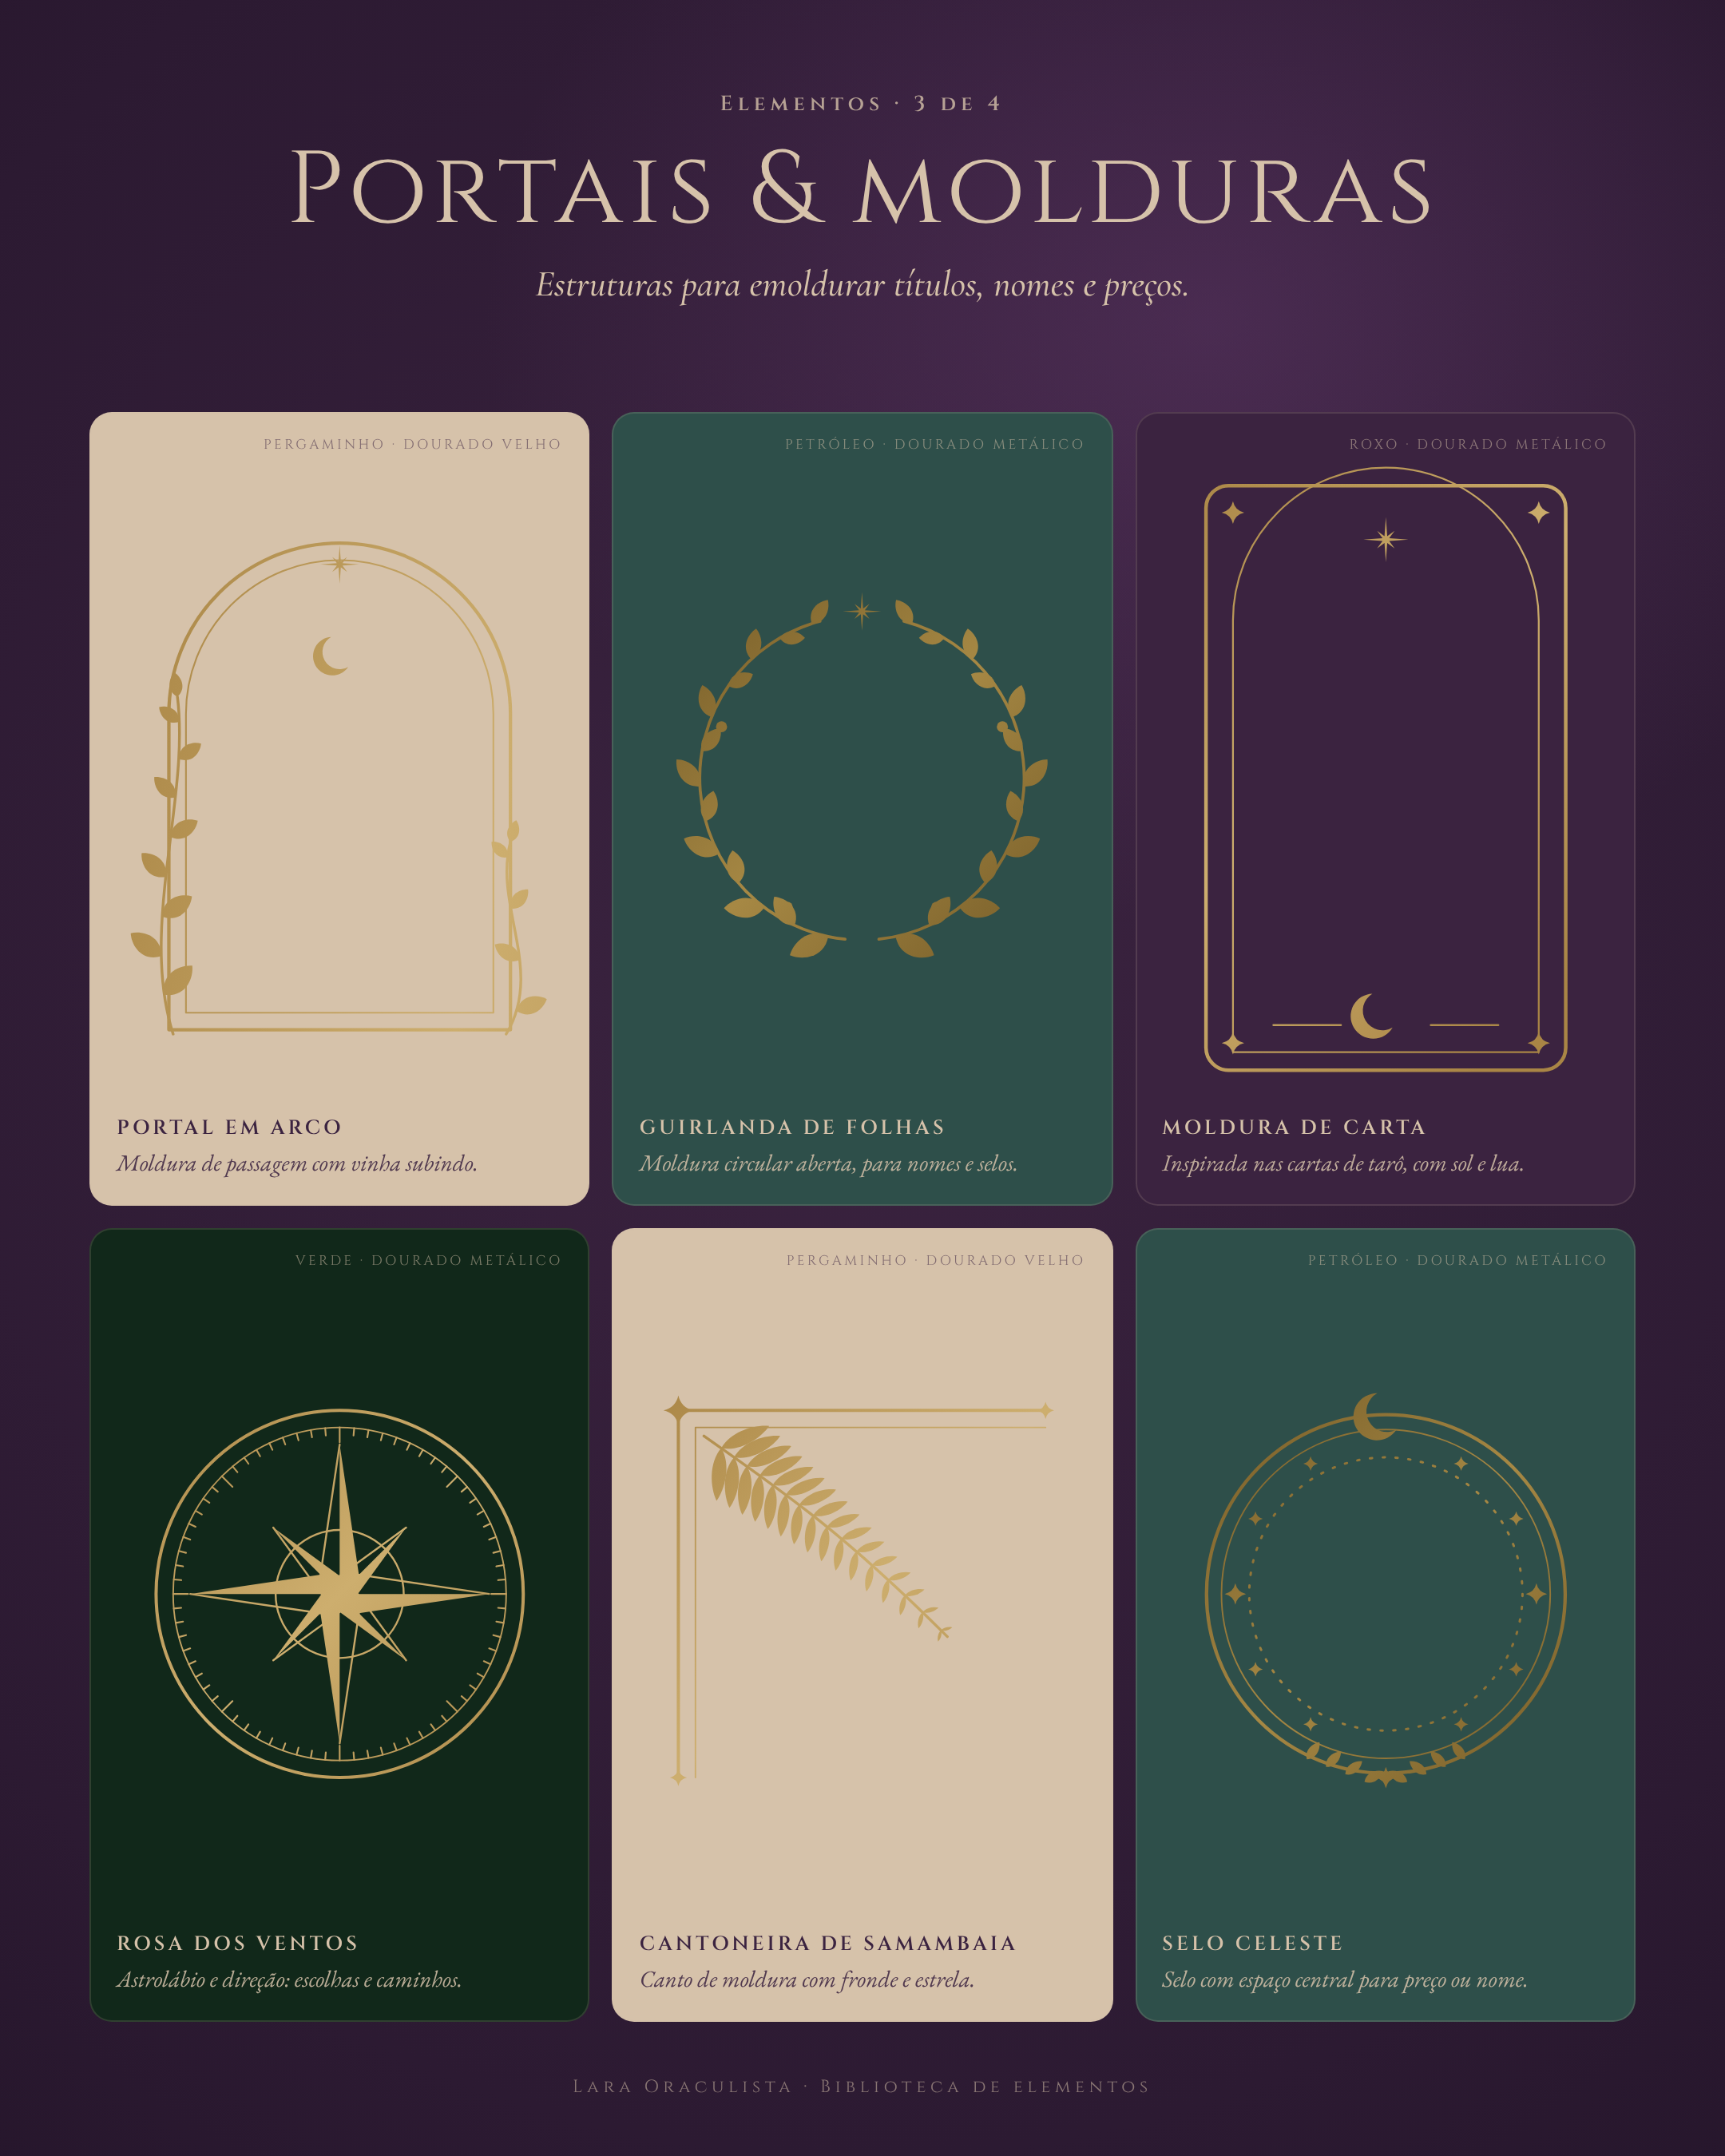 Elementos · 3 de 4
Portais & molduras
Estruturas para emoldurar títulos, nomes e preços.
PERGAMINHO · DOURADO VELHO
PORTAL EM ARCO
Moldura de passagem com vinha subindo.
PETRÓLEO · DOURADO METÁLICO
GUIRLANDA DE FOLHAS
Moldura circular aberta, para nomes e selos.
ROXO · DOURADO METÁLICO
MOLDURA DE CARTA
Inspirada nas cartas de tarô, com sol e lua.
VERDE · DOURADO METÁLICO
ROSA DOS VENTOS
Astrolábio e direção: escolhas e caminhos.
PERGAMINHO · DOURADO VELHO
CANTONEIRA DE SAMAMBAIA
Canto de moldura com fronde e estrela.
PETRÓLEO · DOURADO METÁLICO
SELO CELESTE
Selo com espaço central para preço ou nome.
Lara Oraculista · Biblioteca de elementos